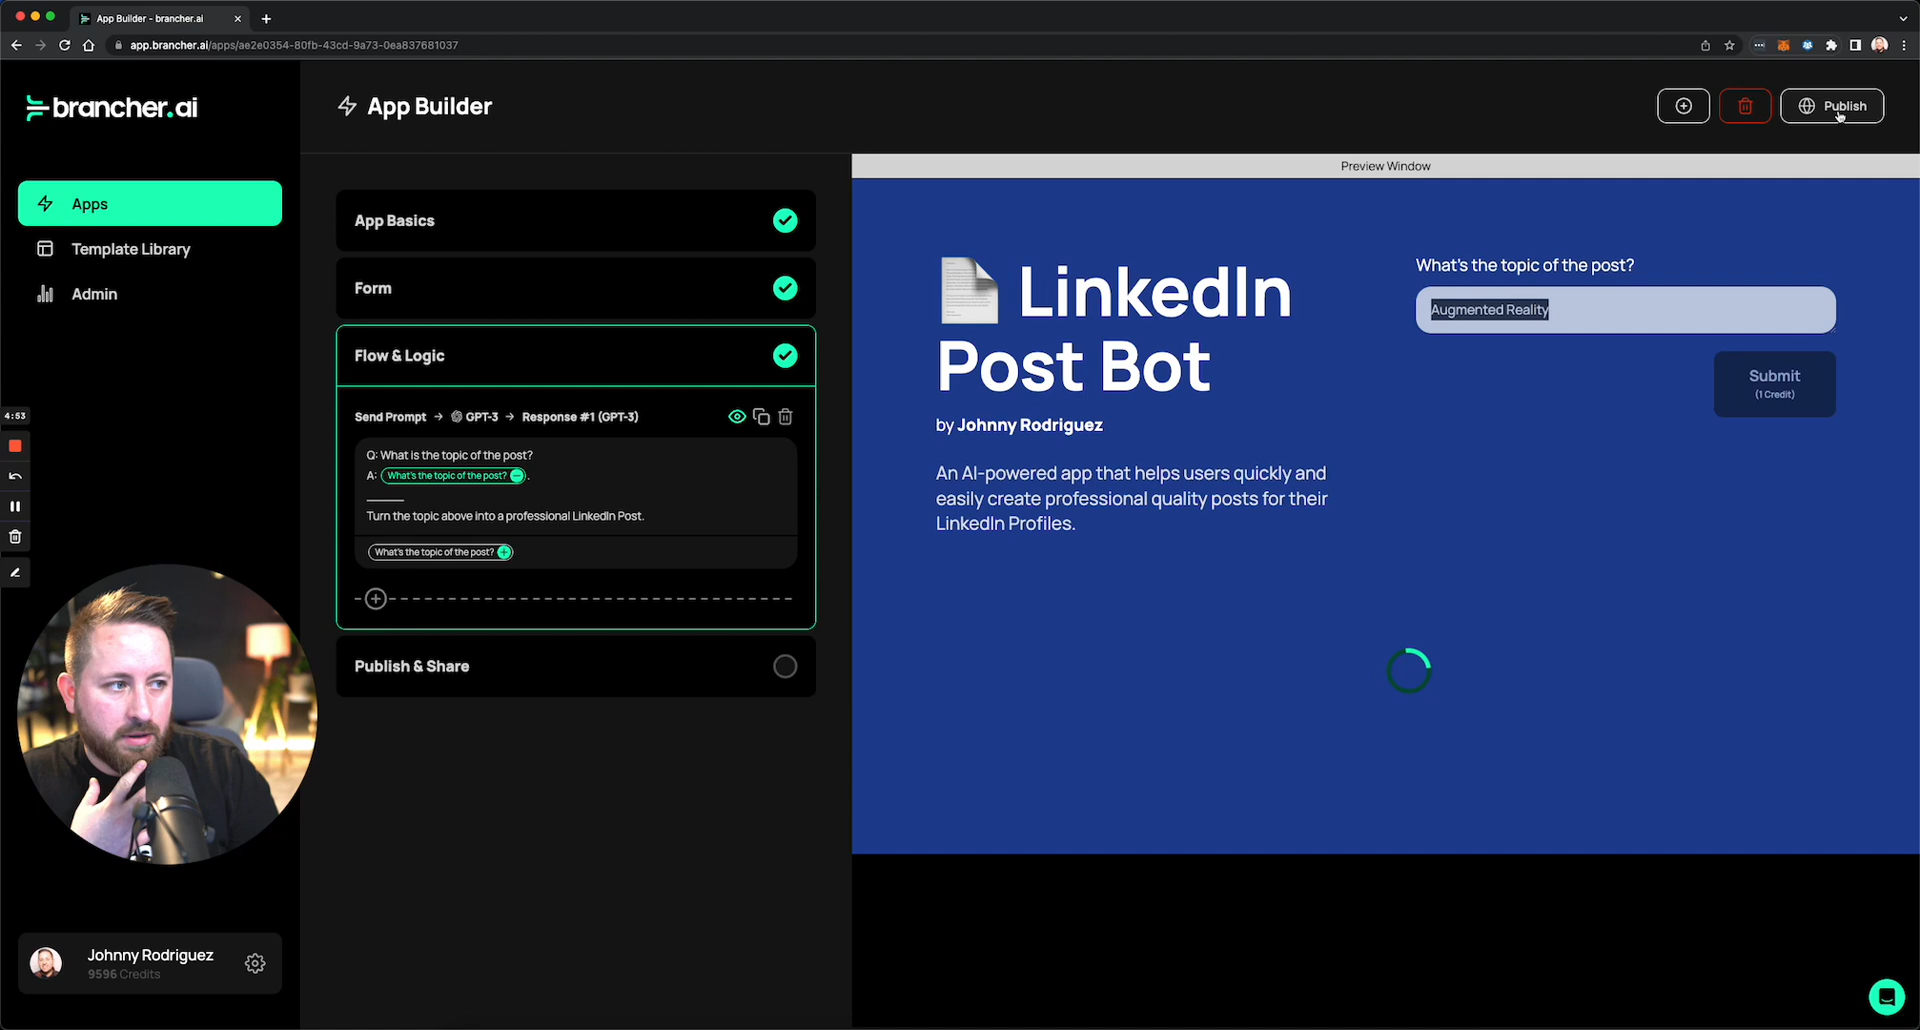 App Builder - brancher.ai
app.brancher.ai/apps/ae2e0354-80fb-43cd-9a73-0ea837681037
brancher.ai
App Builder
Publish
Preview Window
Apps
Template Library
Admin
App Basics
Form
Flow & Logic
Send Prompt → GPT-3 → Response #1 (GPT-3)
Q: What is the topic of the post?
A: What's the topic of the post? .
Turn the topic above into a professional LinkedIn Post.
What's the topic of the post?
Publish & Share
LinkedIn
Post Bot
by Johnny Rodriguez
An AI-powered app that helps users quickly and
easily create professional quality posts for their
LinkedIn Profiles.
What's the topic of the post?
Augmented Reality
Submit
(1 Credit)
4:53
Johnny Rodriguez
9596 Credits